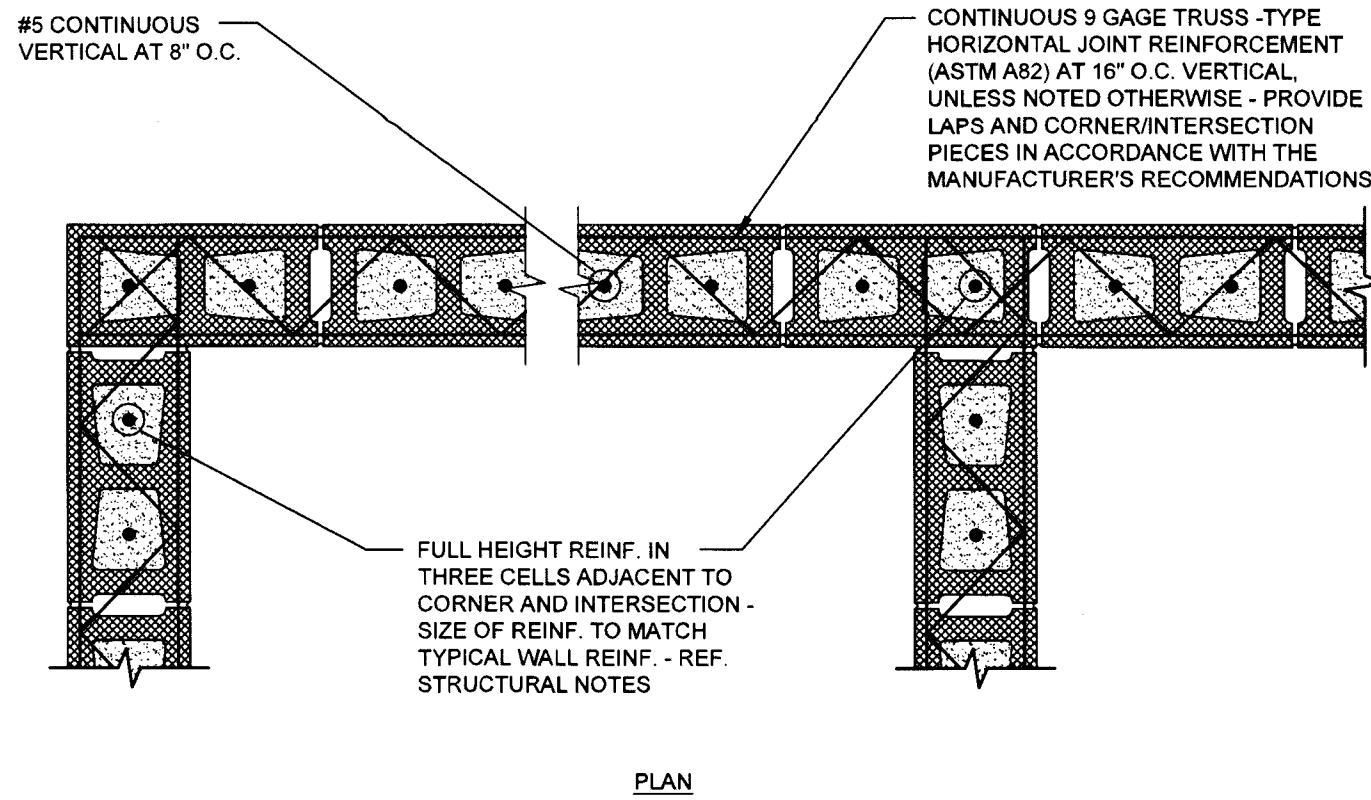 #5 CONTINUOUS
VERTICAL AT 8" O.C.
CONTINUOUS 9 GAGE TRUSS -TYPE
HORIZONTAL JOINT REINFORCEMENT
(ASTM A82) AT 16" O.C. VERTICAL,
UNLESS NOTED OTHERWISE - PROVIDE
LAPS AND CORNER/INTERSECTION
PIECES IN ACCORDANCE WITH THE
MANUFACTURER'S RECOMMENDATIONS
FULL HEIGHT REINF. IN
THREE CELLS ADJACENT TO
CORNER AND INTERSECTION -
SIZE OF REINF. TO MATCH
TYPICAL WALL REINF. - REF.
STRUCTURAL NOTES
PLAN